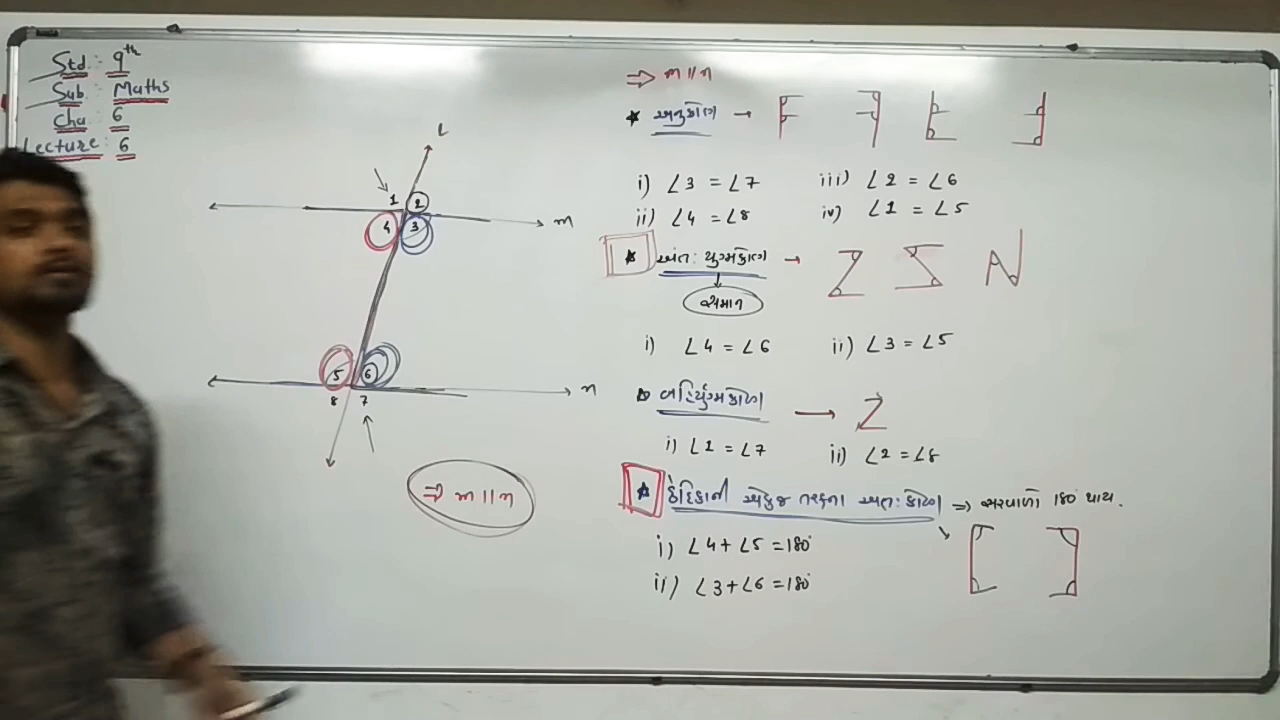 Std : 9th
Sub : Maths
Cha : 6
Lecture : 6
l
1 2
4 3
m
5 6
8 7
n
⇒ m || n
⇒ m || n
★ અનુકોણ →
i) ∠3 = ∠7 iii) ∠2 = ∠6
ii) ∠4 = ∠8 iv) ∠1 = ∠5
★ અંત: યુગ્મકોણ →
સમાન
i) ∠4 = ∠6 ii) ∠3 = ∠5
બહિર્યુગ્મકોણ → Z
i) ∠1 = ∠7 ii) ∠2 = ∠8
★ છેદિકાની એકજ તરફના અંત: કોણ ⇒ સરવાળો 180 થાય.
i) ∠4 + ∠5 = 180°
ii) ∠3 + ∠6 = 180°